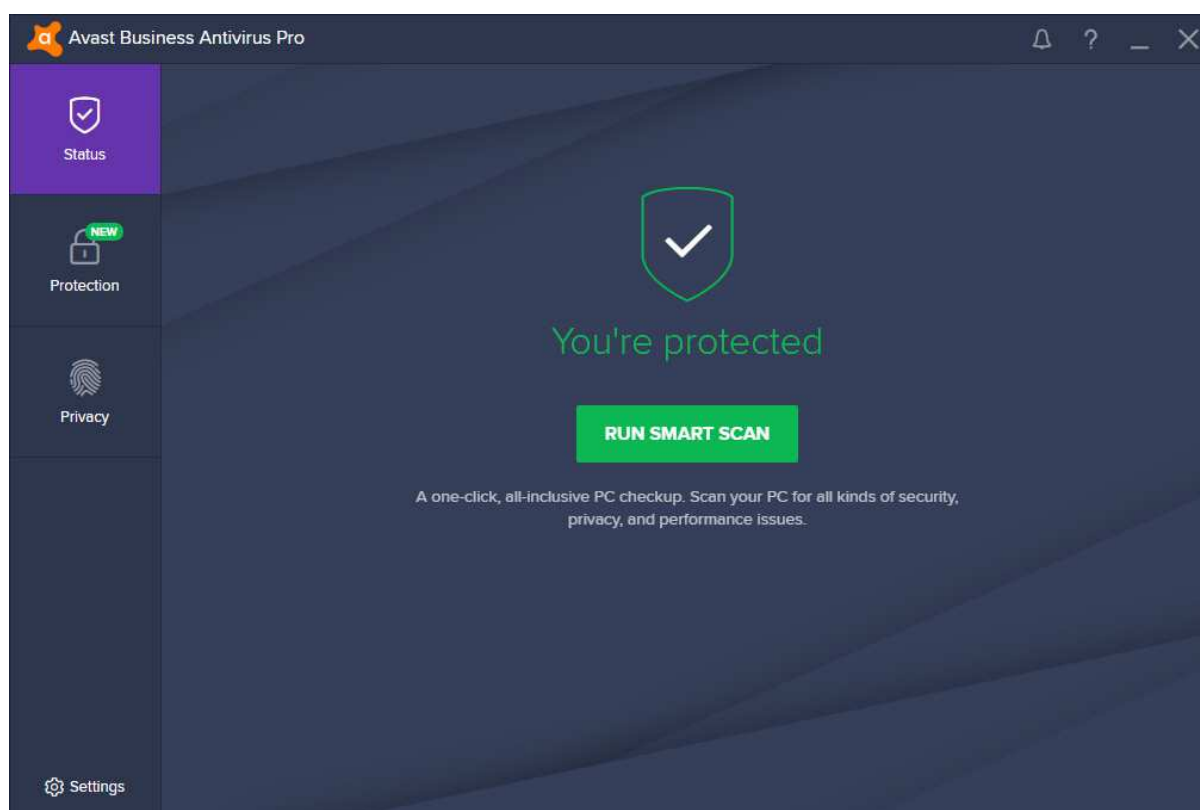 Avast Business Antivirus Pro
?
Status
NEW
Protection
Privacy
You're protected
RUN SMART SCAN
A one-click, all-inclusive PC checkup. Scan your PC for all kinds of security,
privacy, and performance issues.
Settings